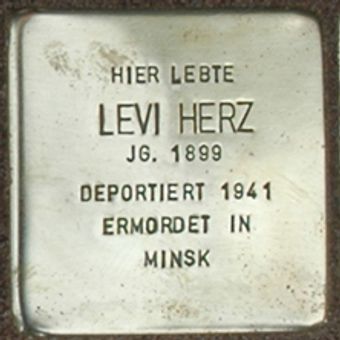 HIER LEBTE
LEVI HERZ
JG. 1899
DEPORTIERT 1941
ERMORDET IN
MINSK